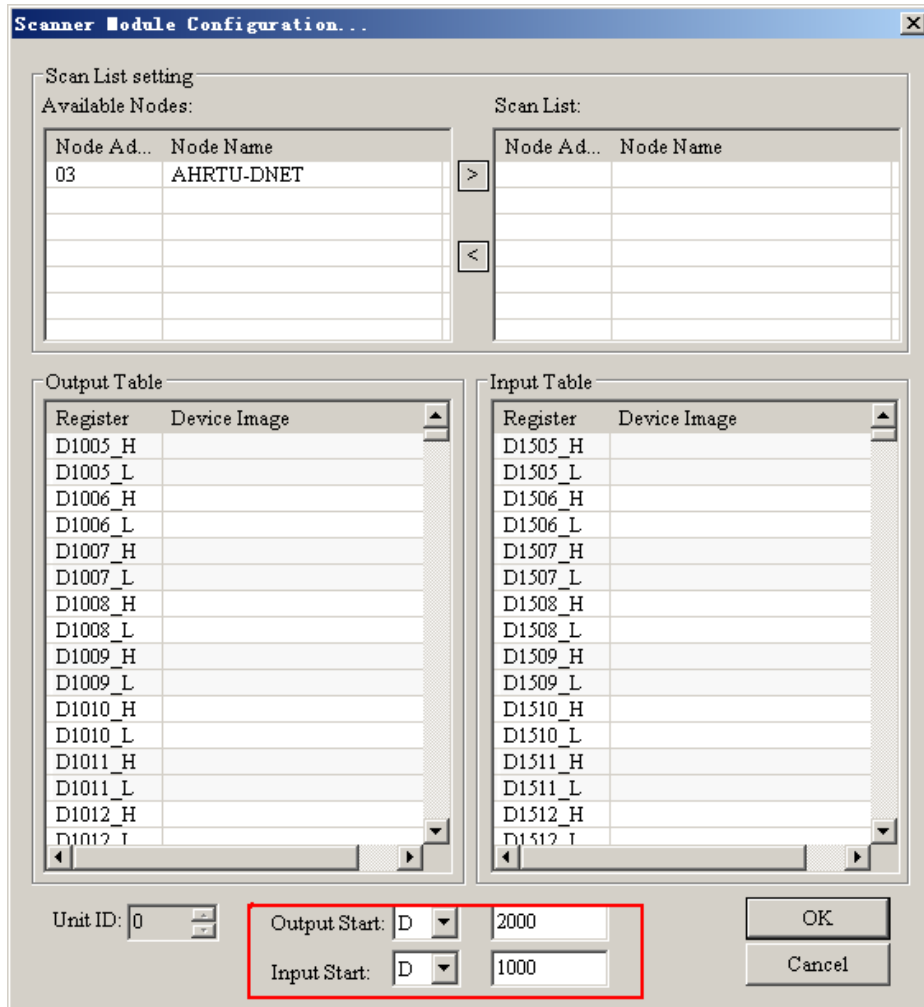 Scanner Module Configuration...
Scan List setting
Available Nodes:
Scan List:
Node Ad... Node Name
Node Ad... Node Name
03 AHRTU-DNET
>
<
Output Table
Input Table
Register Device Image
Register Device Image
D1005_H
D1505_H
D1005_L
D1505_L
D1006_H
D1506_H
D1006_L
D1506_L
D1007_H
D1507_H
D1007_L
D1507_L
D1008_H
D1508_H
D1008_L
D1508_L
D1009_H
D1509_H
D1009_L
D1509_L
D1010_H
D1510_H
D1010_L
D1510_L
D1011_H
D1511_H
D1011_L
D1511_L
D1012_H
D1512_H
D1012_L
D1512_L
Unit ID: 0
Output Start: D 2000
OK
Input Start: D 1000
Cancel